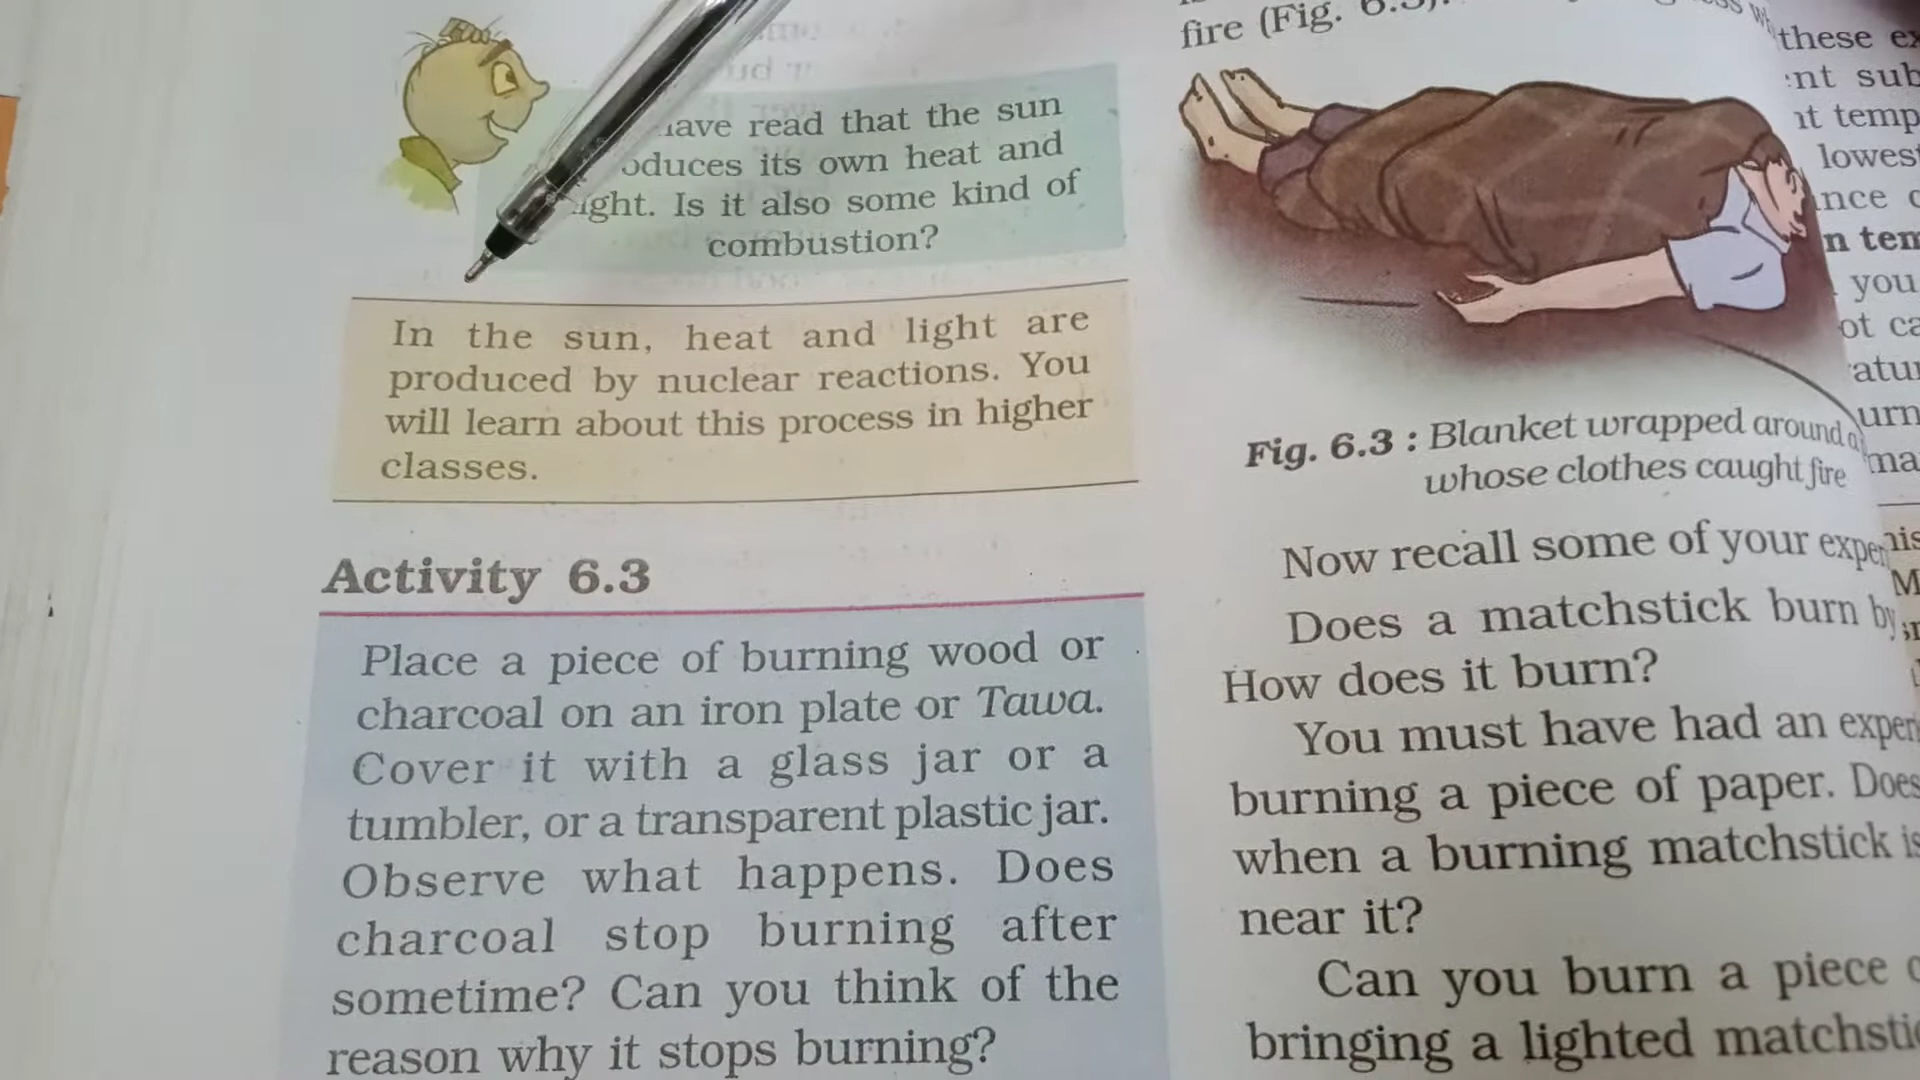 have read that the sun
its own heat and
Is it also some kind of
combustion?
In the sun, heat and light are
produced by nuclear reactions. You
will learn about this process in higher
classes.
Activity 6.3
Place a piece of burning wood or
charcoal on an iron plate or Tawa.
Cover it with a glass jar or a
tumbler, or a transparent plastic jar.
Observe what happens. Does
charcoal stop burning after
sometime? Can you think of the
reason why it stops burning?
fire (Fig. 6.3).
Fig. 6.3 : Blanket wrapped around a
whose clothes caught fire
Now recall some of your
Does a matchstick burn by
How does it burn?
You must have had an
burning a piece of paper. Does
when a burning matchstick is
near it?
Can you burn a piece
bringing a lighted
these
you